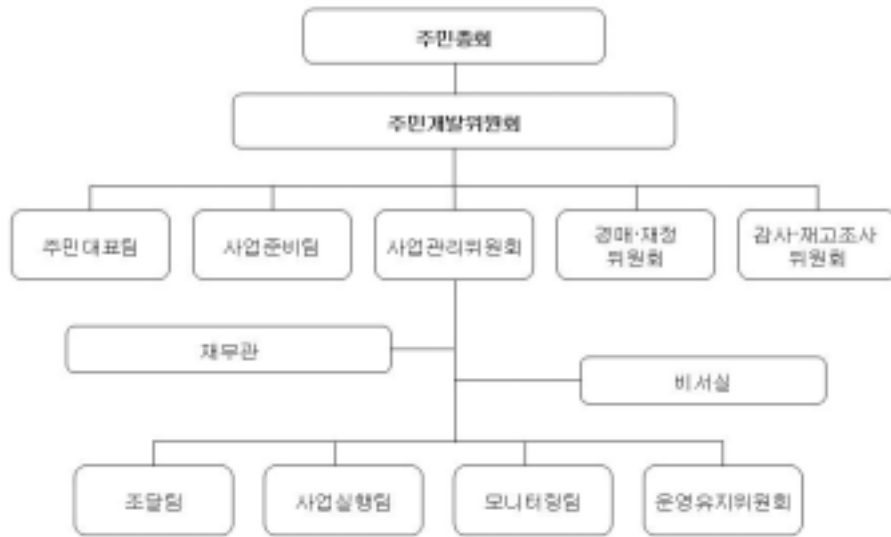 주민총회
주민개발위원회
주민대표팀
사업준비팀
사업관리위원회
경매·재정
위원회
감사·재고조사
위원회
재무관
비서실
조달팀
사업실행팀
모니터링팀
운영유지위원회